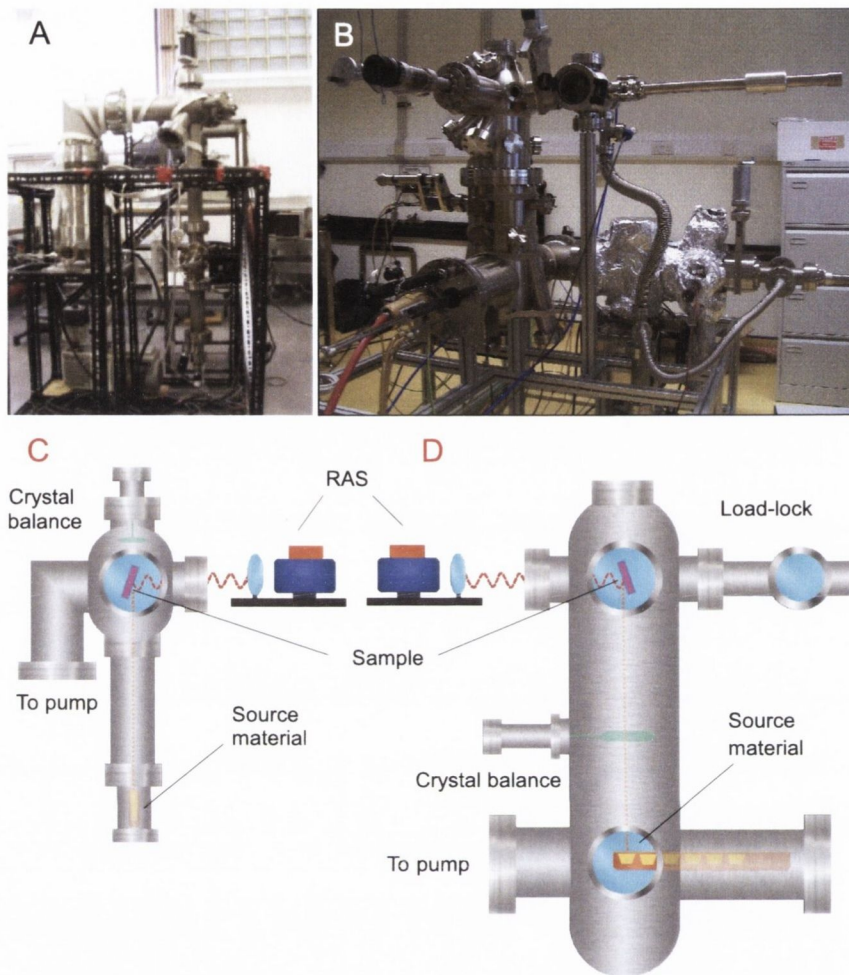 A
B
C
D
RAS
Crystal
balance
Load-lock
Sample
To pump
Source
material
Source
material
Crystal balance
To pump